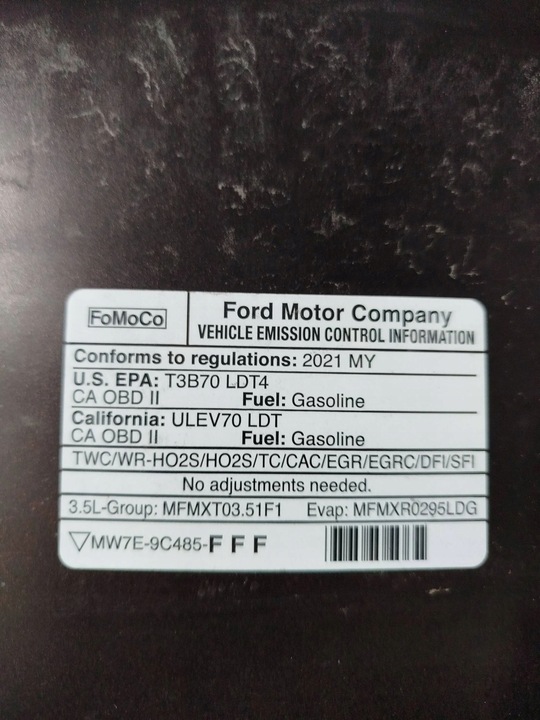 FoMoCo
Ford Motor Company
VEHICLE EMISSION CONTROL INFORMATION
Conforms to regulations: 2021 MY
U.S. EPA: T3B70 LDT4
CA OBD II Fuel: Gasoline
California: ULEV70 LDT
CA OBD II Fuel: Gasoline
TWC/WR-HO2S/HO2S/TC/CAC/EGR/EGRC/DFI/SFI
No adjustments needed.
3.5L-Group: MFMXT03.51F1 Evap: MFMXR0295LDG
▽MW7E-9C485-F F F